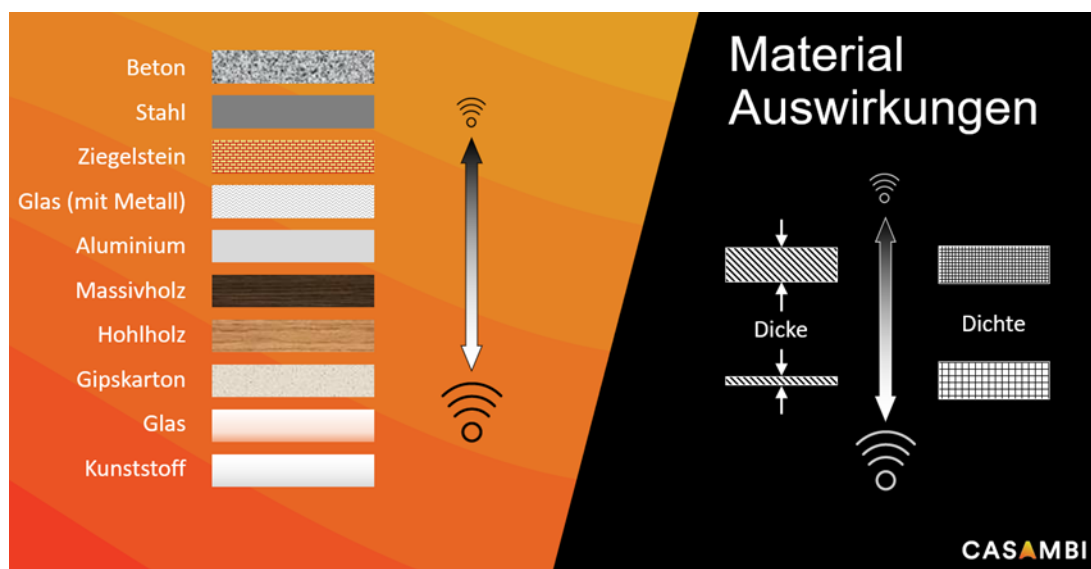 Material
Auswirkungen
Beton
Stahl
Ziegelstein
Glas (mit Metall)
Aluminium
Massivholz
Hohlholz
Gipskarton
Glas
Kunststoff
Dicke
Dichte
CASAMBI